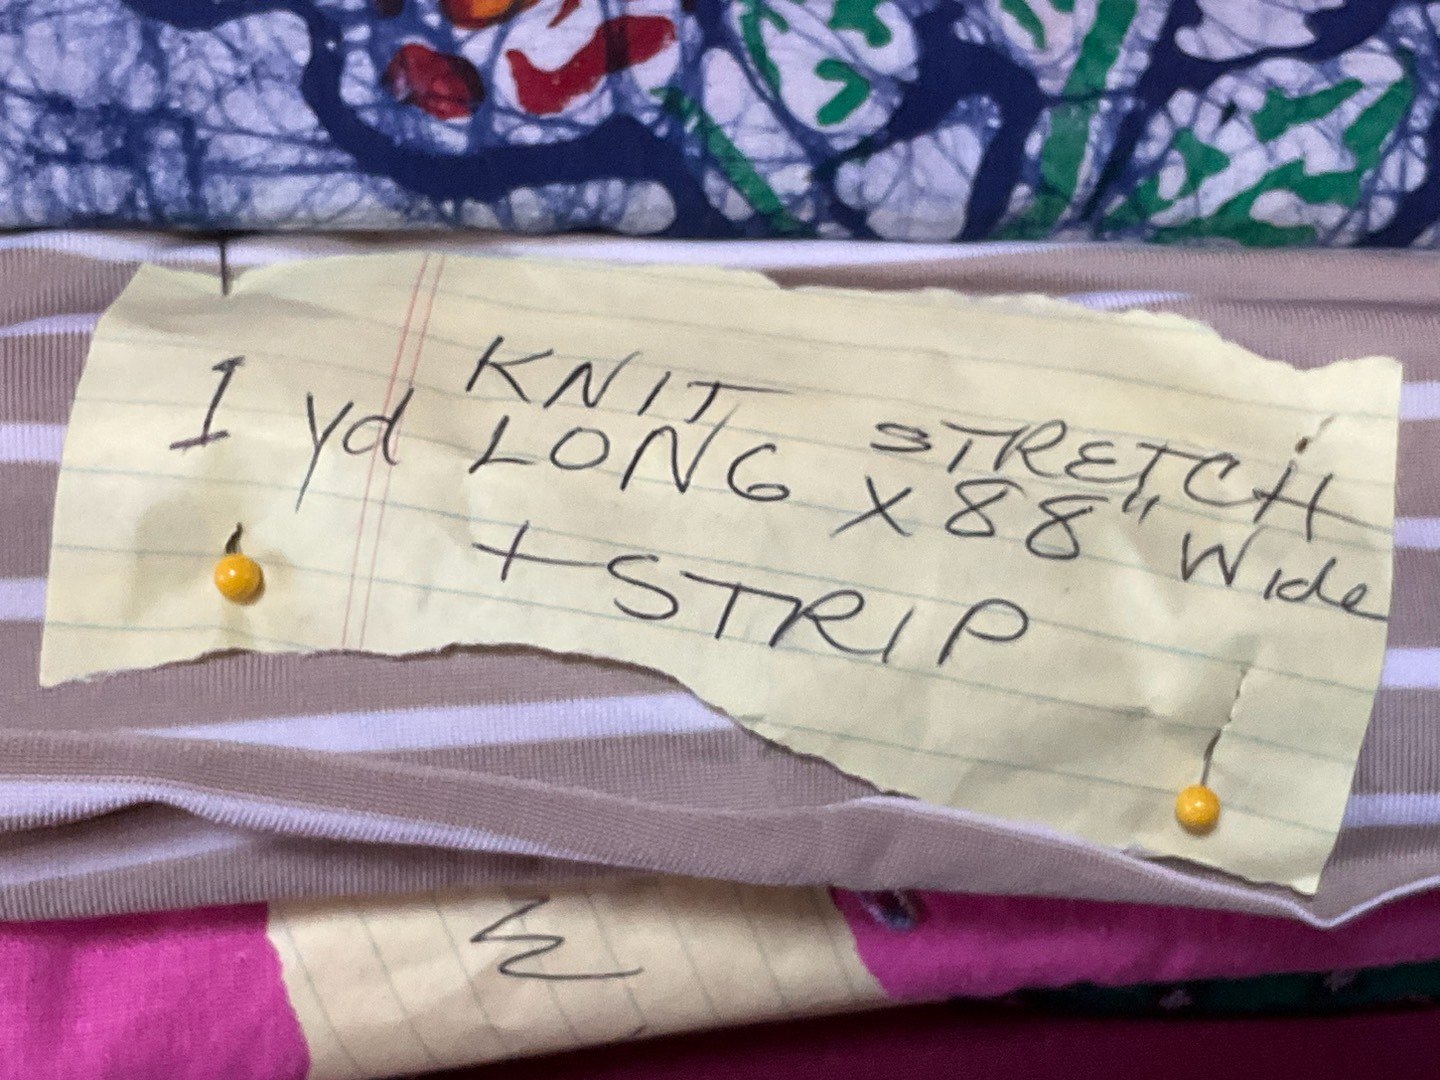 KNIT STRETCH
1 yd LONG X 88" Wide
+ STRIP